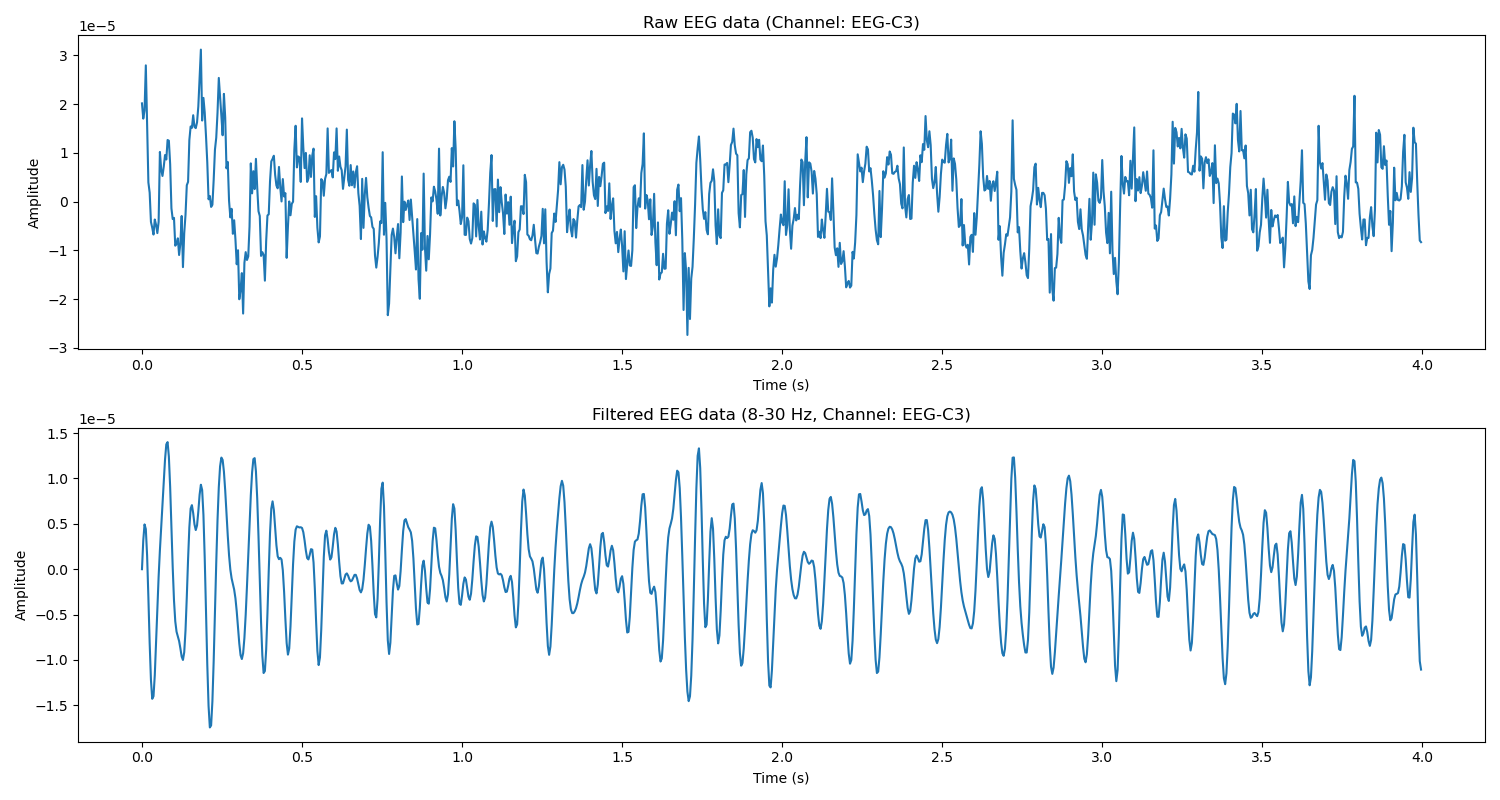 Raw EEG data (Channel: EEG-C3)
1e−5
3
2
1
0
−1
−2
−3
Amplitude
0.0 0.5 1.0 1.5 2.0 2.5 3.0 3.5 4.0
Time (s)
Filtered EEG data (8-30 Hz, Channel: EEG-C3)
1e−5
1.5
1.0
0.5
0.0
−0.5
−1.0
−1.5
Amplitude
0.0 0.5 1.0 1.5 2.0 2.5 3.0 3.5 4.0
Time (s)